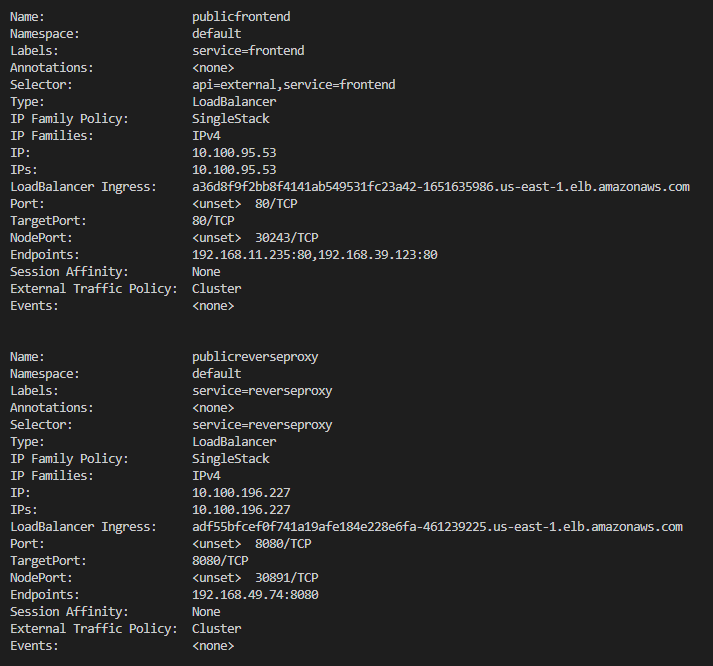 Name: publicfrontend
Namespace: default
Labels: service=frontend
Annotations: <none>
Selector: api=external,service=frontend
Type: LoadBalancer
IP Family Policy: SingleStack
IP Families: IPv4
IP: 10.100.95.53
IPs: 10.100.95.53
LoadBalancer Ingress: a36d8f9f2bb8f4141ab549531fc23a42-1651635986.us-east-1.elb.amazonaws.com
Port: <unset> 80/TCP
TargetPort: 80/TCP
NodePort: <unset> 30243/TCP
Endpoints: 192.168.11.235:80,192.168.39.123:80
Session Affinity: None
External Traffic Policy: Cluster
Events: <none>
Name: publicreverseproxy
Namespace: default
Labels: service=reverseproxy
Annotations: <none>
Selector: service=reverseproxy
Type: LoadBalancer
IP Family Policy: SingleStack
IP Families: IPv4
IP: 10.100.196.227
IPs: 10.100.196.227
LoadBalancer Ingress: adf55bfcef0f741a19afe184e228e6fa-461239225.us-east-1.elb.amazonaws.com
Port: <unset> 8080/TCP
TargetPort: 8080/TCP
NodePort: <unset> 30891/TCP
Endpoints: 192.168.49.74:8080
Session Affinity: None
External Traffic Policy: Cluster
Events: <none>